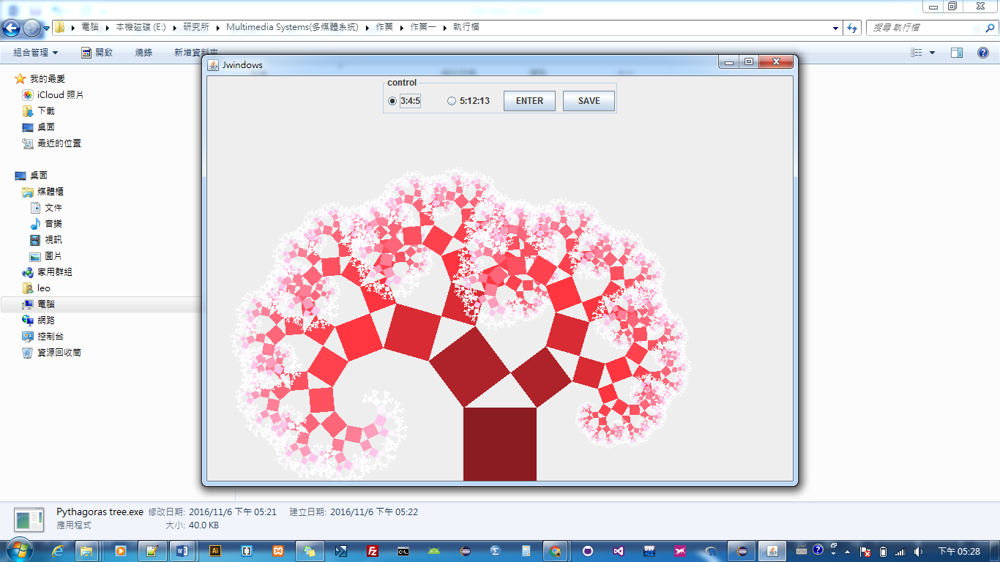 電腦 本機磁碟 (E:) 研究所 Multimedia Systems(多媒體系統) 作業 作業一 執行檔
搜尋 執行檔
組合管理 開啟 燒錄 新增資料夾
我的最愛
iCloud 照片
下載
桌面
最近的位置
桌面
媒體櫃
文件
音樂
視訊
圖片
家用群組
leo
電腦
網路
控制台
資源回收筒
Jwindows
control
3:4:5 5:12:13 ENTER SAVE
Pythagoras tree.exe 修改日期: 2016/11/6 下午 05:21 建立日期: 2016/11/6 下午 05:22
應用程式 大小: 40.0 KB
下午 05:28